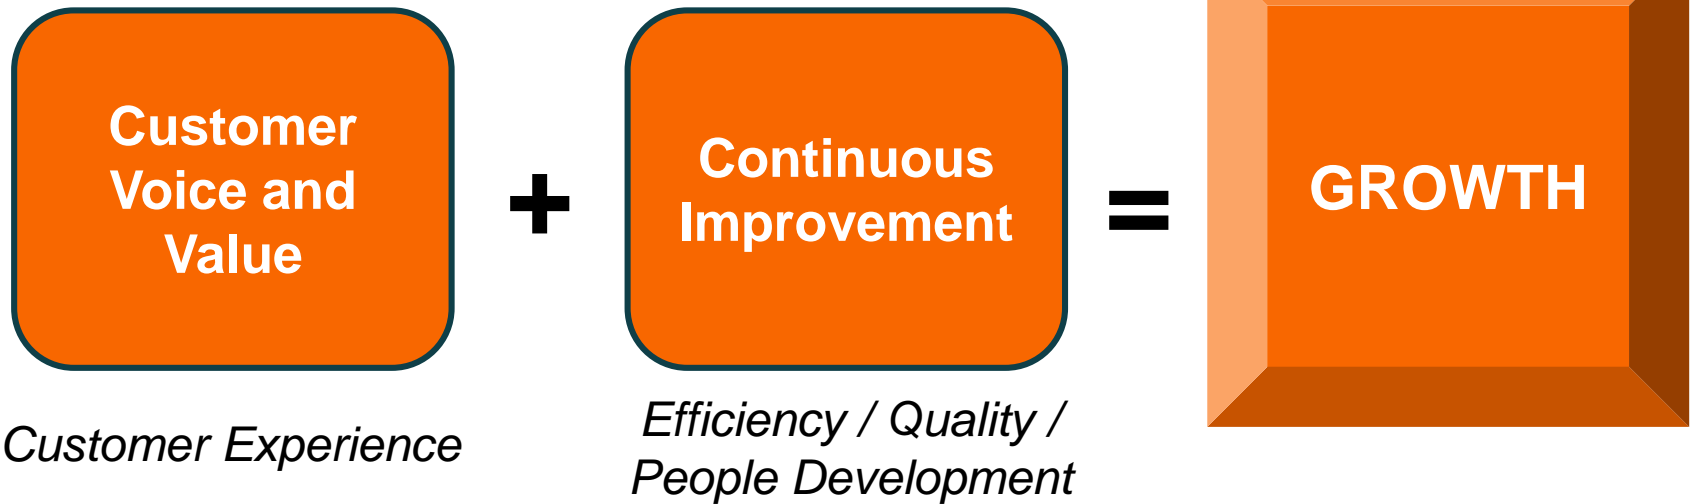 Customer
Voice and
Value
+
Continuous
Improvement
=
GROWTH
Customer Experience
Efficiency / Quality /
People Development